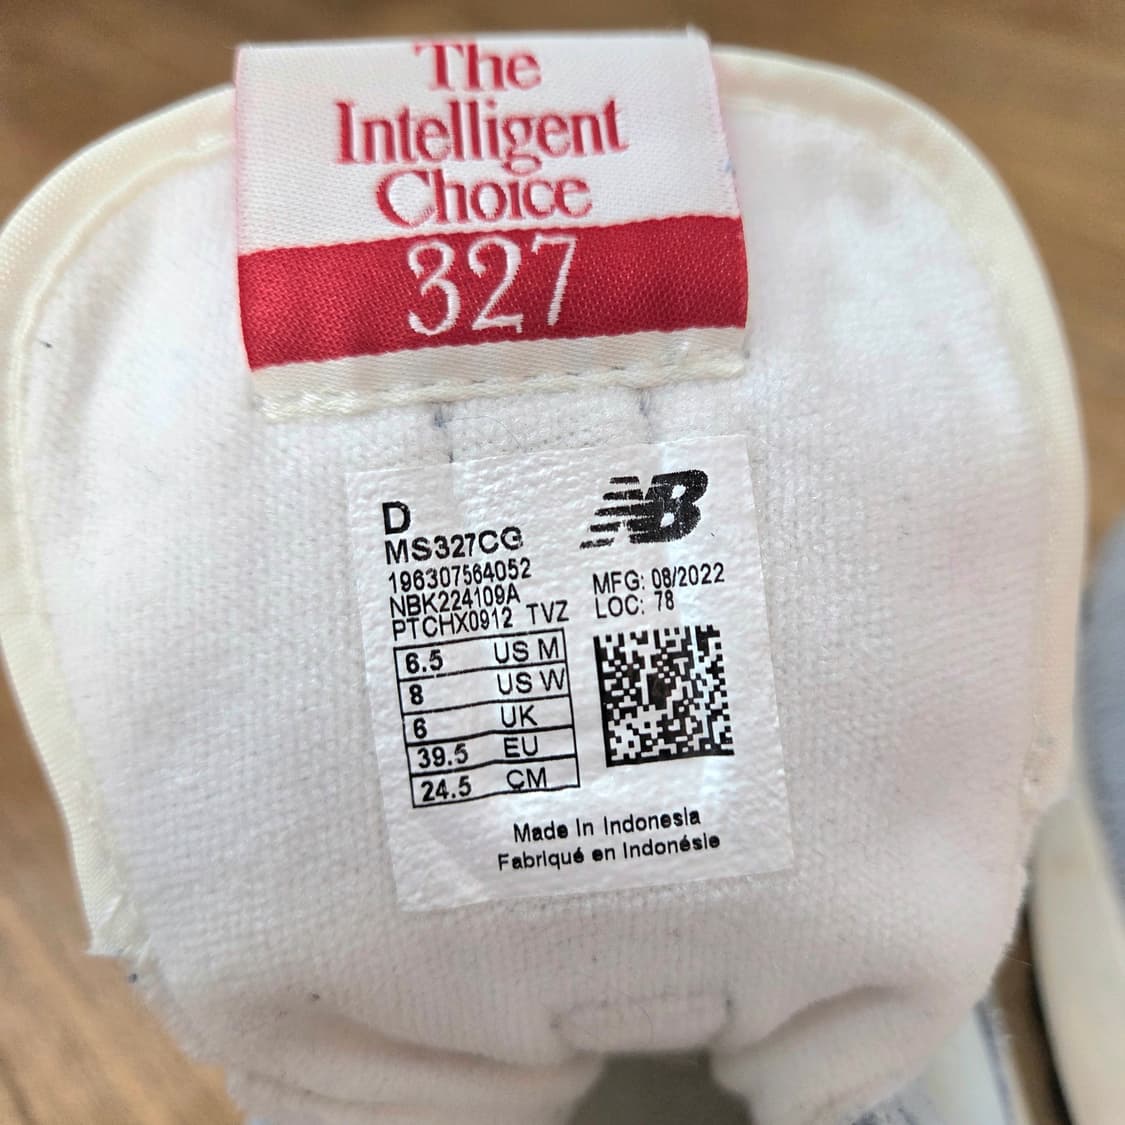 The
Intelligent
Choice
327
D
MS327CG
196307564052
NBK224109A
PTCHX0912 TVZ
6.5 US M
8 US W
6 UK
39.5 EU
24.5 CM
NB
MFG: 08/2022
LOC: 78
Made In Indonesia
Fabriqué en Indonésie